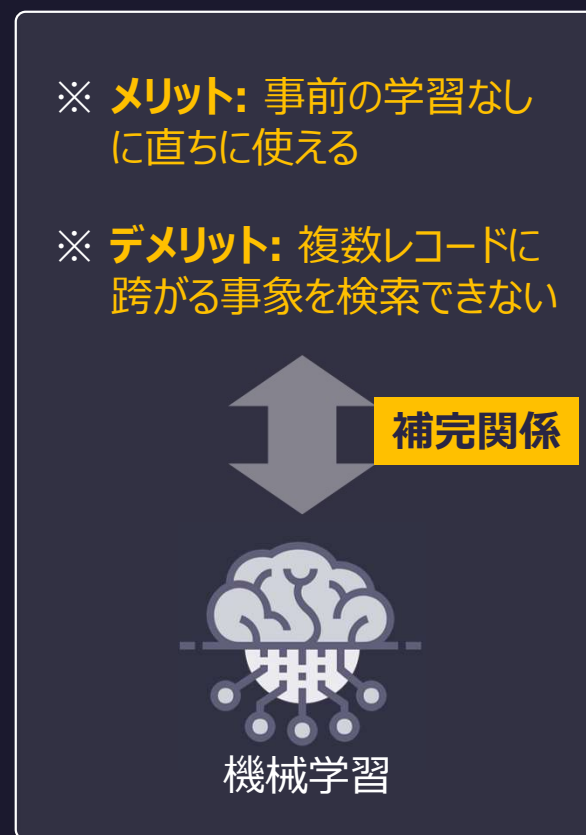 ※ メリット: 事前の学習なし
に直ちに使える
※ デメリット: 複数レコードに
跨がる事象を検索できない
補完関係
機械学習